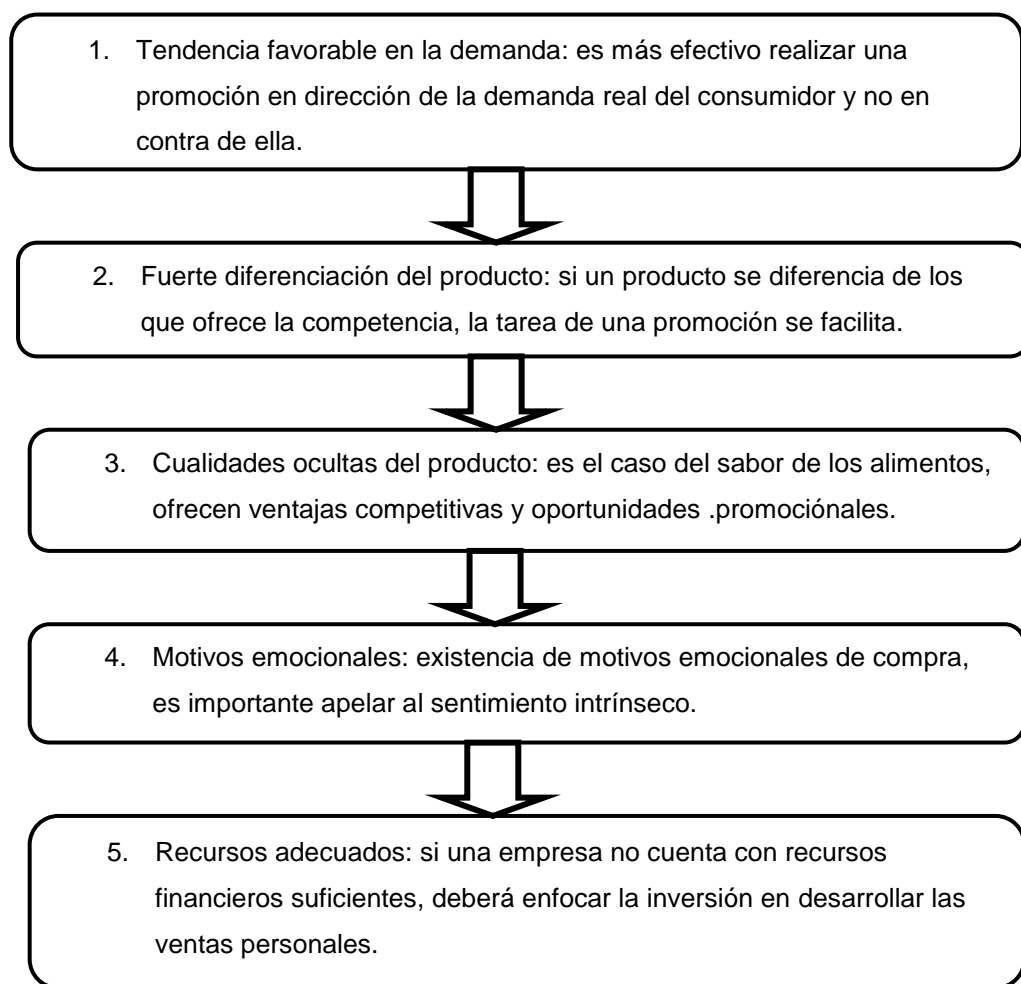 1. Tendencia favorable en la demanda: es más efectivo realizar una
promoción en dirección de la demanda real del consumidor y no en
contra de ella.
2. Fuerte diferenciación del producto: si un producto se diferencia de los
que ofrece la competencia, la tarea de una promoción se facilita.
3. Cualidades ocultas del producto: es el caso del sabor de los alimentos,
ofrecen ventajas competitivas y oportunidades .promociónales.
4. Motivos emocionales: existencia de motivos emocionales de compra,
es importante apelar al sentimiento intrínseco.
5. Recursos adecuados: si una empresa no cuenta con recursos
financieros suficientes, deberá enfocar la inversión en desarrollar las
ventas personales.